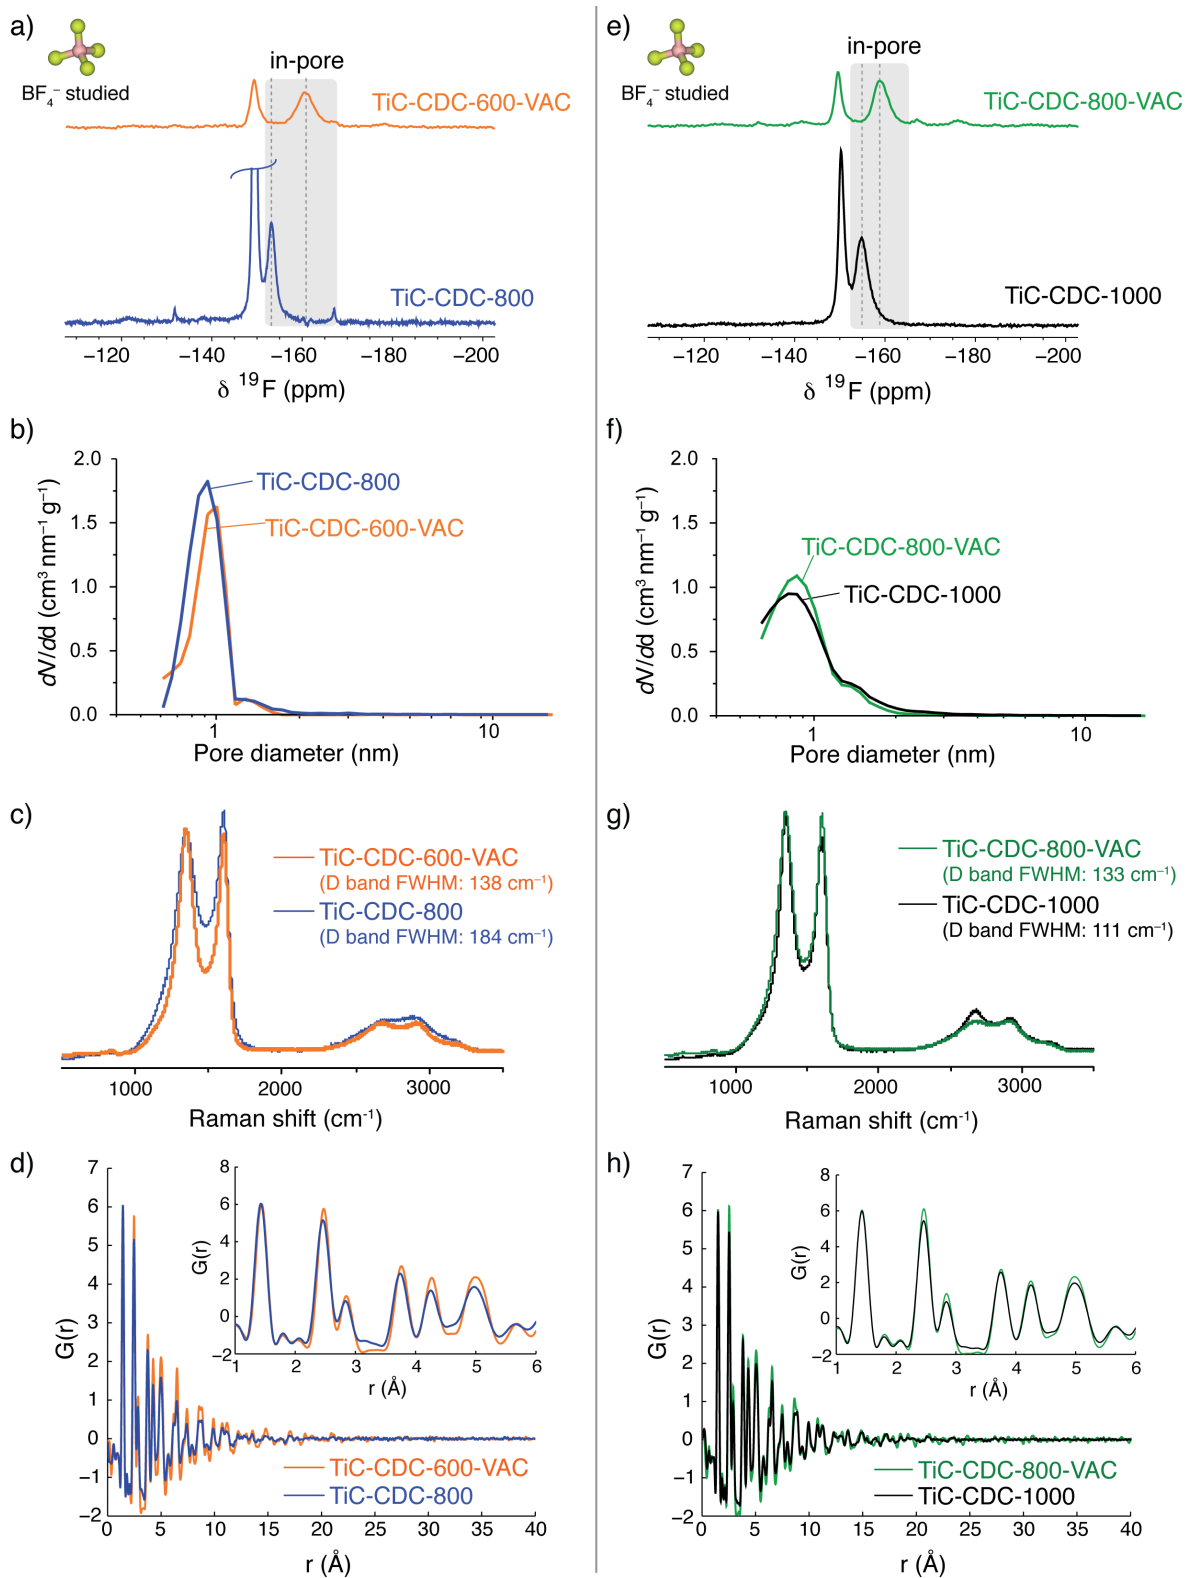 a)
in-pore
BF₄⁻ studied
TiC-CDC-600-VAC
TiC-CDC-800
−120 −140 −160 −180 −200
δ ¹⁹F (ppm)
e)
in-pore
BF₄⁻ studied
TiC-CDC-800-VAC
TiC-CDC-1000
−120 −140 −160 −180 −200
δ ¹⁹F (ppm)
b)
2.0
1.5
1.0
0.5
0.0
dV/dd (cm³ nm⁻¹ g⁻¹)
TiC-CDC-800
TiC-CDC-600-VAC
1 10
Pore diameter (nm)
f)
2.0
1.5
1.0
0.5
0.0
dV/dd (cm³ nm⁻¹ g⁻¹)
TiC-CDC-800-VAC
TiC-CDC-1000
1 10
Pore diameter (nm)
c)
TiC-CDC-600-VAC
(D band FWHM: 138 cm⁻¹)
TiC-CDC-800
(D band FWHM: 184 cm⁻¹)
1000 2000 3000
Raman shift (cm⁻¹)
g)
TiC-CDC-800-VAC
(D band FWHM: 133 cm⁻¹)
TiC-CDC-1000
(D band FWHM: 111 cm⁻¹)
1000 2000 3000
Raman shift (cm⁻¹)
d)
7
6
5
4
3
2
1
0
−1
−2
G(r)
8
6
4
2
0
−2
G(r)
1 2 3 4 5 6
r (Å)
TiC-CDC-600-VAC
TiC-CDC-800
0 5 10 15 20 25 30 35 40
r (Å)
h)
7
6
5
4
3
2
1
0
−1
−2
G(r)
8
6
4
2
0
−2
G(r)
1 2 3 4 5 6
r (Å)
TiC-CDC-800-VAC
TiC-CDC-1000
0 5 10 15 20 25 30 35 40
r (Å)